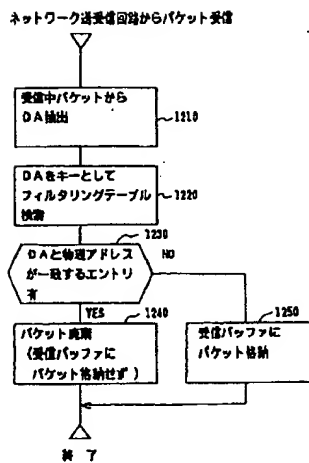 ネットワーク送受信回路からパケット受信
受信中パケットから
DA抽出
1210
DAをキーとして
フィルタリングテーブル
検索
1220
1230
DAと物理アドレス
が一致するエントリ
有
NO
YES
1240
パケット廃棄
(受信バッファに
パケット格納せず)
1250
受信バッファに
パケット格納
終 了